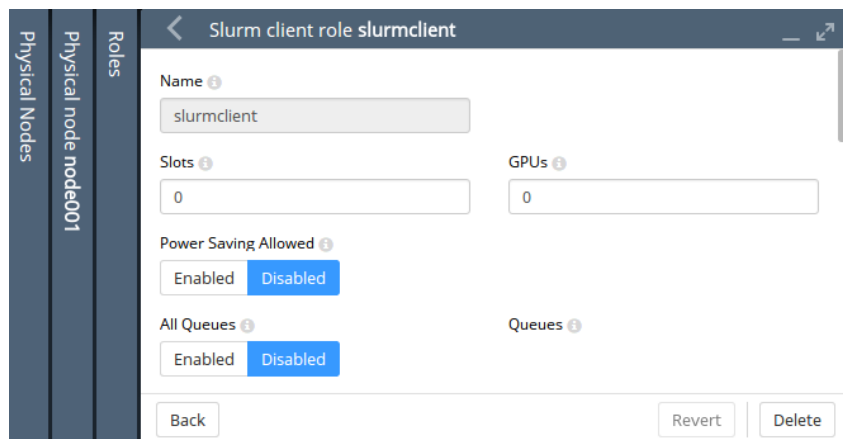 Physical Nodes
Physical node node001
Roles
Slurm client role slurmclient
Name
slurmclient
Slots
GPUs
0
0
Power Saving Allowed
Enabled Disabled
All Queues
Queues
Enabled Disabled
Back
Revert
Delete